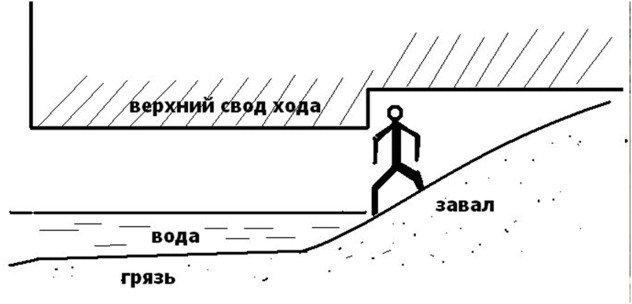 верхний свод хода
завал
вода
грязь